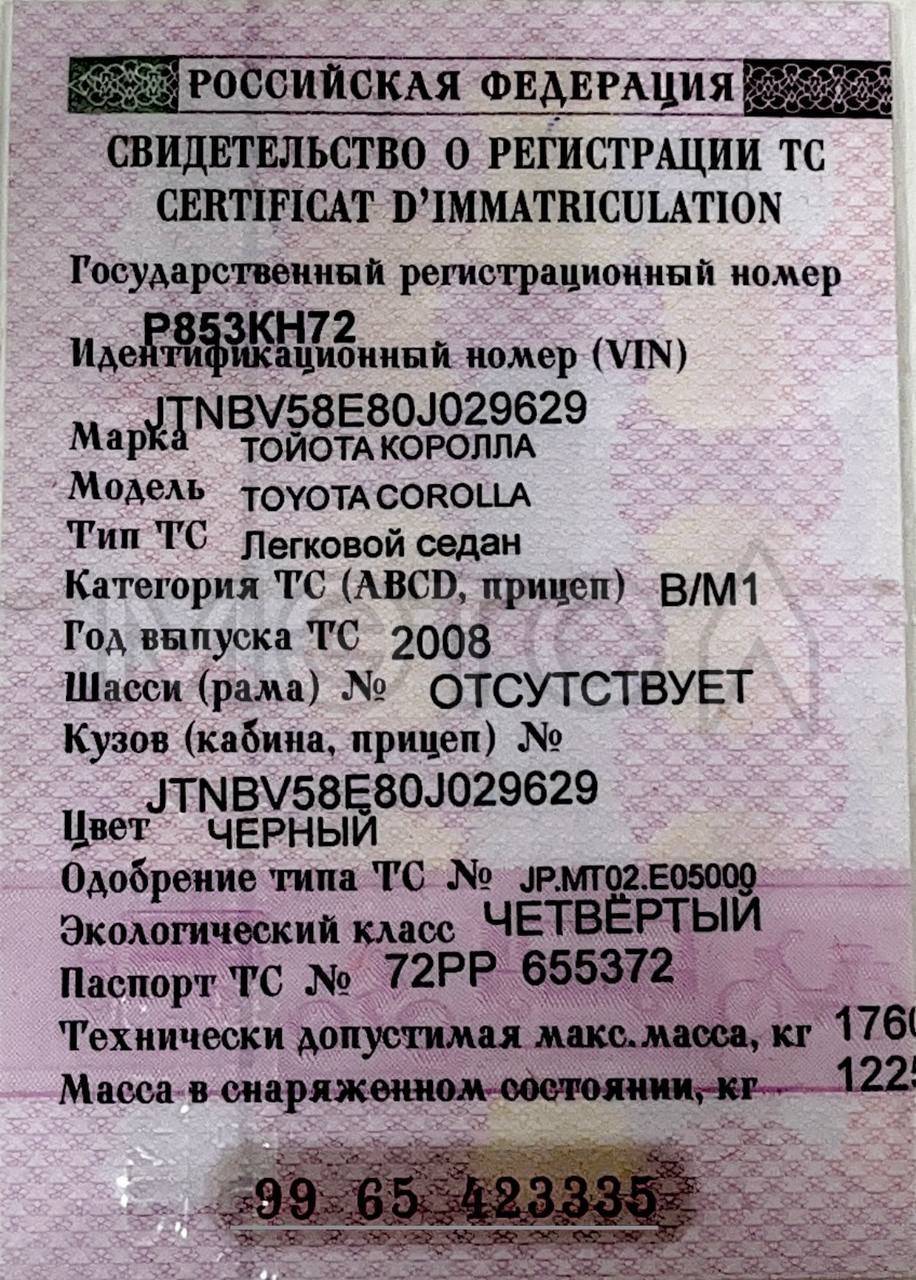 РОССИЙСКАЯ ФЕДЕРАЦИЯ
СВИДЕТЕЛЬСТВО О РЕГИСТРАЦИИ ТС
CERTIFICAT D'IMMATRICULATION
Государственный регистрационный номер
Р853КН72
Идентификационный номер (VIN)
JTNBV58E80J029629
Марка ТОЙОТА КОРОЛЛА
Модель TOYOTA COROLLA
Тип ТС Легковой седан
Категория ТС (ABCD, прицеп) B/M1
Год выпуска ТС 2008
Шасси (рама) № ОТСУТСТВУЕТ
Кузов (кабина, прицеп) №
JTNBV58E80J029629
Цвет ЧЕРНЫЙ
Одобрение типа ТС № JP.MT02.E05000
Экологический класс ЧЕТВЁРТЫЙ
Паспорт ТС № 72РР 655372
Технически допустимая макс.масса, кг 1760
Масса в снаряженном состоянии, кг 1225
99 65 423335